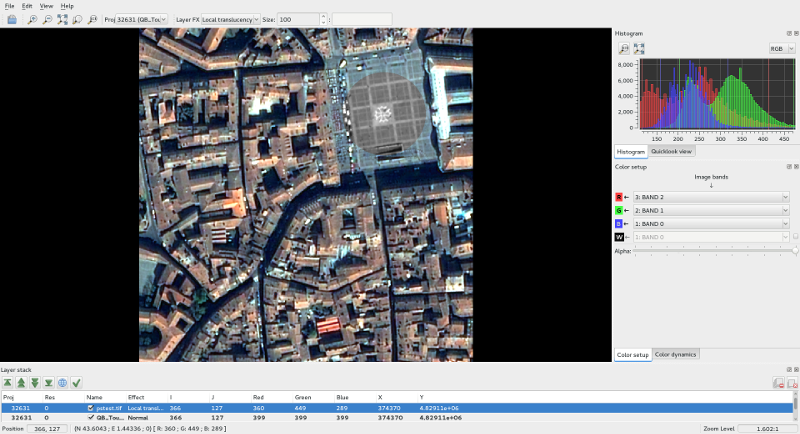 File Edit View Help
Proj 32631 (QB_Tou Layer FX Local translucency Size: 100 :
Histogram
RGB
8,000
6,000
4,000
2,000
0
150 200 250 300 350 400 450
Histogram Quicklook view
Color setup
Image bands
R ← 3: BAND 2
G ← 2: BAND 1
B ← 1: BAND 0
W ← 1: BAND 0
Alpha:
Color setup Color dynamics
Layer stack
Proj Res Name Effect I J Red Green Blue X Y
32631 0 pstest.tif Local transl... 366 127 360 449 289 374370 4.82911e+06
32631 0 QB_Tou... Normal 366 127 399 399 399 374370 4.82911e+06
Position 366, 127 (N 43.6043 ; E 1.44336 ; 0) [ R: 360 ; G: 449 ; B: 289 ] Zoom Level 1.602:1